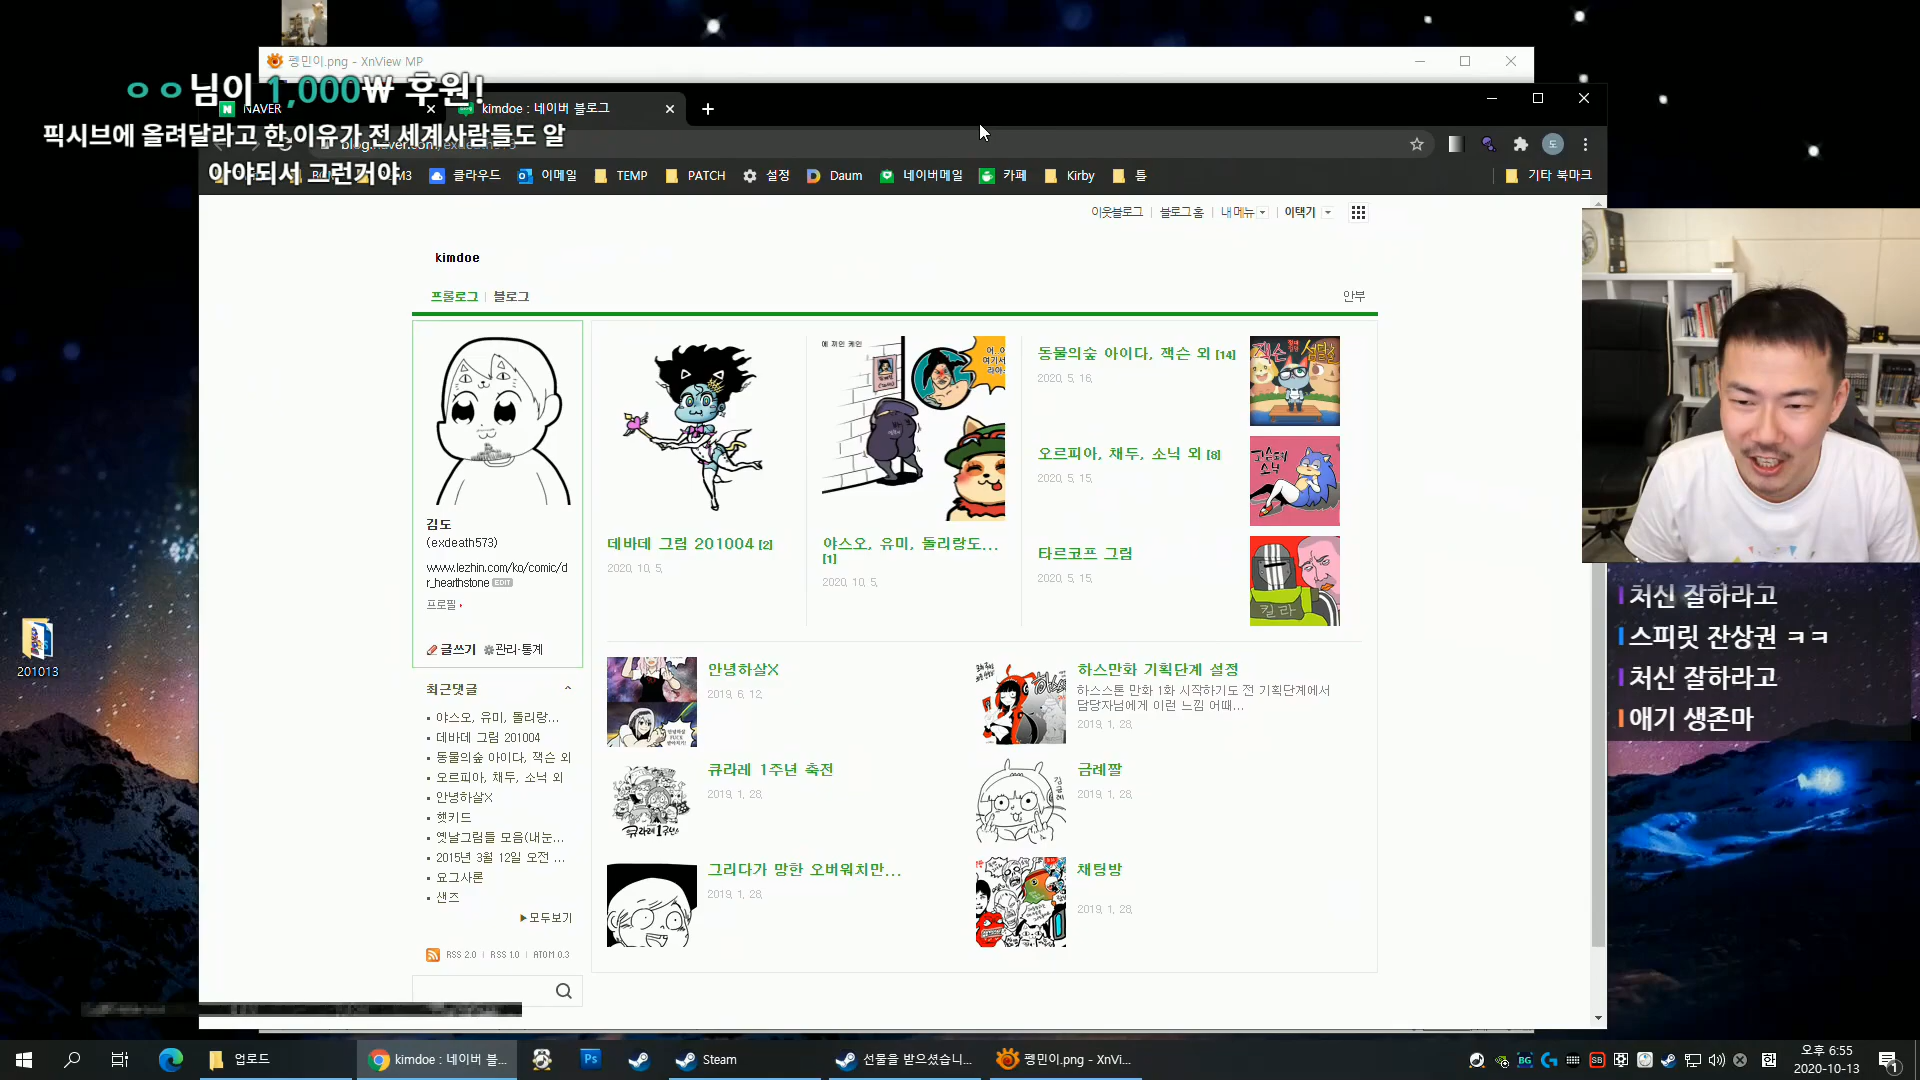 펭민이.png - XnView MP
ㅇㅇ님이 1,000₩ 후원!
픽시브에 올려달라고 한 이유가 전 세계사람들도 알
아야되서 그런거야
NAVER
kimdoe : 네이버 블로그
클라우드
이메일
TEMP
PATCH
설정
Daum
네이버메일
카페
Kirby
틀
기타 북마크
이웃블로그
블로그 홈
내 메뉴
이택기
kimdoe
프롤로그
블로그
안부
김도
(exdeath573)
www.lezhin.com/ko/comic/d
r_hearthstone EDIT
프로필
글쓰기 관리·통계
최근댓글
야스오, 유미, 돌리랑...
데바데 그림 201004
동물의숲 아이다, 잭슨 외
오르피아, 채두, 소닉 외
안녕하살X
햇키드
옛날그림들 모음(내눈...
2015년 3월 12일 오전 ...
요그사론
샌즈
모두보기
RSS 2.0 | RSS 1.0 | ATOM 0.3
데바데 그림 201004 [2]
2020. 10. 5.
에 끼인 케인
야스오, 유미, 돌리랑도...
[1]
2020. 10. 5.
동물의숲 아이다, 잭슨 외 [14]
2020. 5. 16.
오르피아, 채두, 소닉 외 [8]
2020. 5. 15.
타르코프 그림
2020. 5. 15.
킬라
안녕하살X
2019. 6. 12.
하스만화 기획단계 설정
하스스톤 만화 1화 시작하기도 전 기획단계에서
담당자님에게 이런 느낌 어때...
2019. 1. 28.
큐라레 1주년 축전
2019. 1. 28.
금례짤
2019. 1. 28.
그리다가 망한 오버워치만...
2019. 1. 28.
채팅방
2019. 1. 28.
처신 잘하라고
스피릿 잔상권 ㅋㅋ
처신 잘하라고
애기 생존마
201013
업로드
kimdoe : 네이버 블...
Ps
Steam
선물을 받으셨습니...
펭민이.png - XnVi...
BG
SB
한
오후 6:55
2020-10-13
1